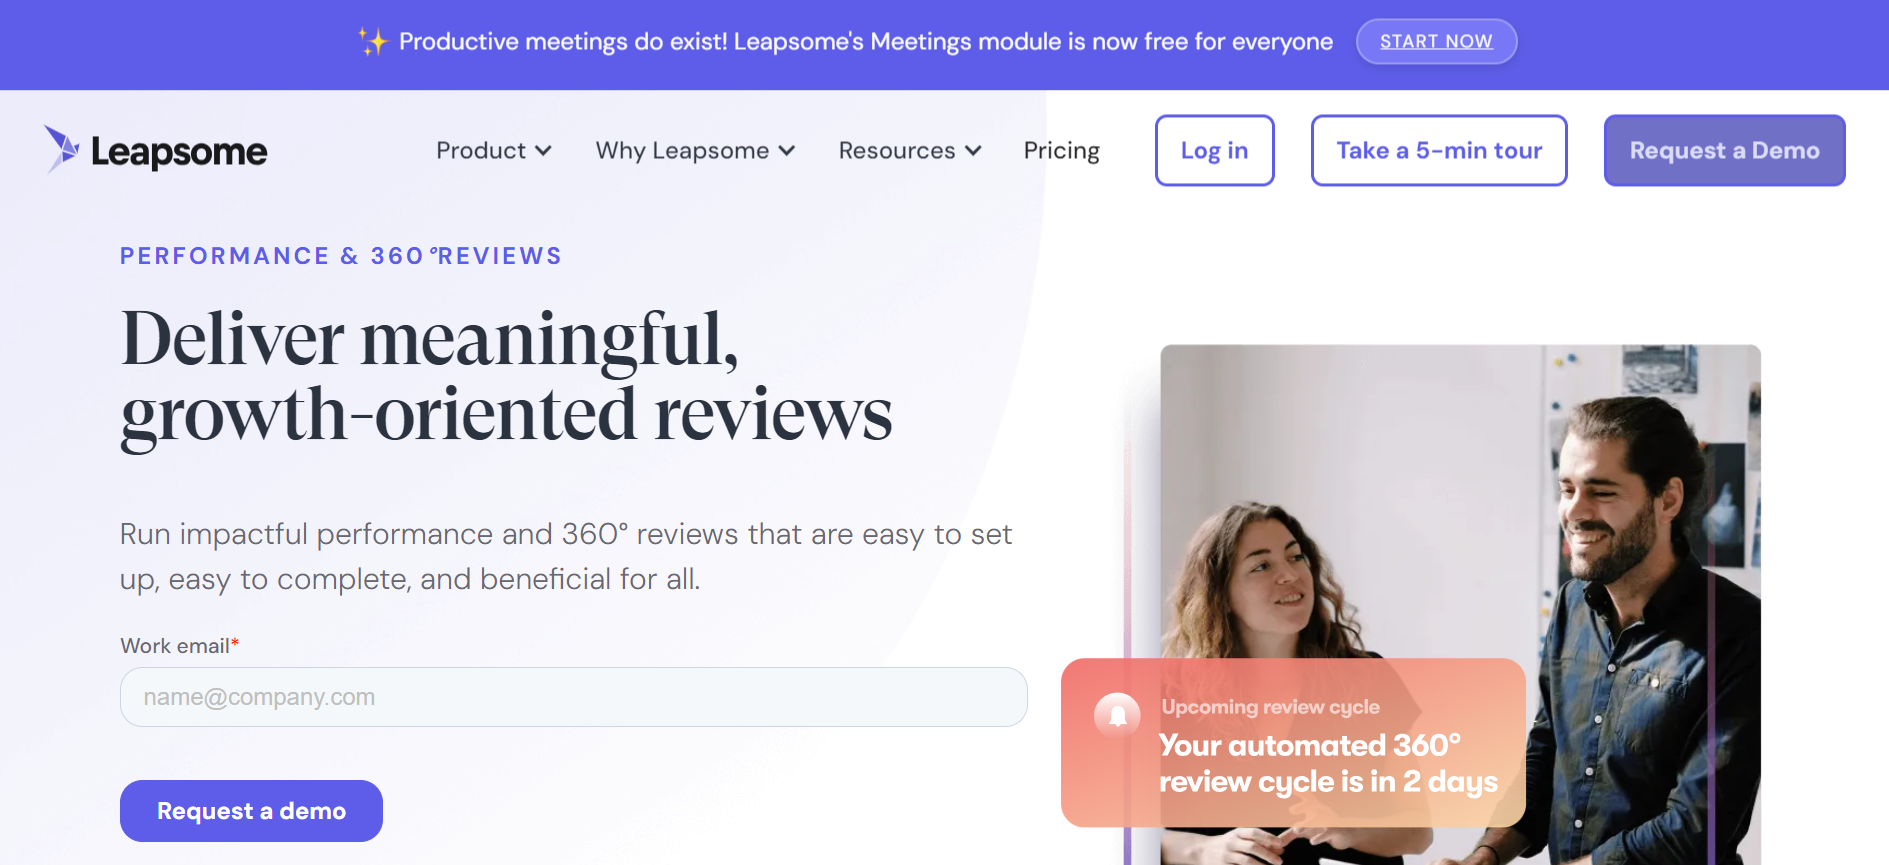 ✨ Productive meetings do exist! Leapsome's Meetings module is now free for everyone START NOW
Leapsome Product Why Leapsome Resources Pricing Log in Take a 5-min tour Request a Demo
PERFORMANCE & 360°REVIEWS
Deliver meaningful,
growth-oriented reviews
Run impactful performance and 360° reviews that are easy to set
up, easy to complete, and beneficial for all.
Work email*
name@company.com
Request a demo
Upcoming review cycle
Your automated 360°
review cycle is in 2 days